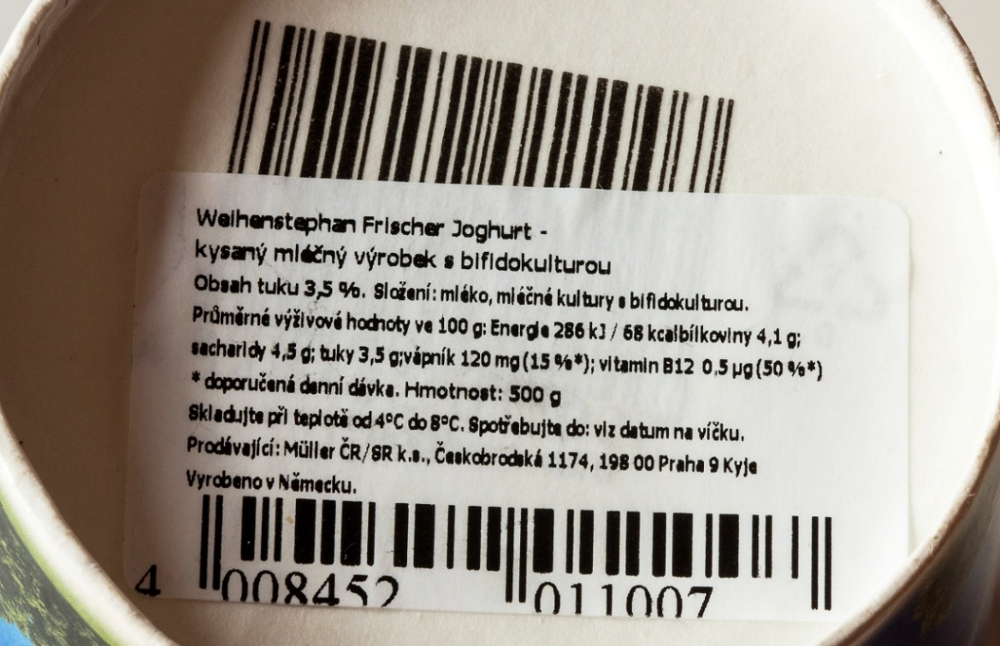 Weihenstephan Frischer Joghurt -
kysaný mléčný výrobek s bifidokulturou
Obsah tuku 3,5 %. Složení: mléko, mléčné kultury s bifidokulturou.
Průměrné výživové hodnoty ve 100 g: Energie 286 kJ / 68 kcalbílkoviny 4,1 g;
sacharidy 4,5 g; tuky 3,5 g;vápník 120 mg (15 %*); vitamin B12 0,5 µg (50 %*)
* doporučená denní dávka. Hmotnost: 500 g
Skladujte při teplotě od 4°C do 8°C. Spotřebujte do: viz datum na víčku.
Prodávající: Müller ČR/SR k.s., Českobrodská 1174, 198 00 Praha 9 Kyje
Vyrobeno v Německu.
4 008452 011007